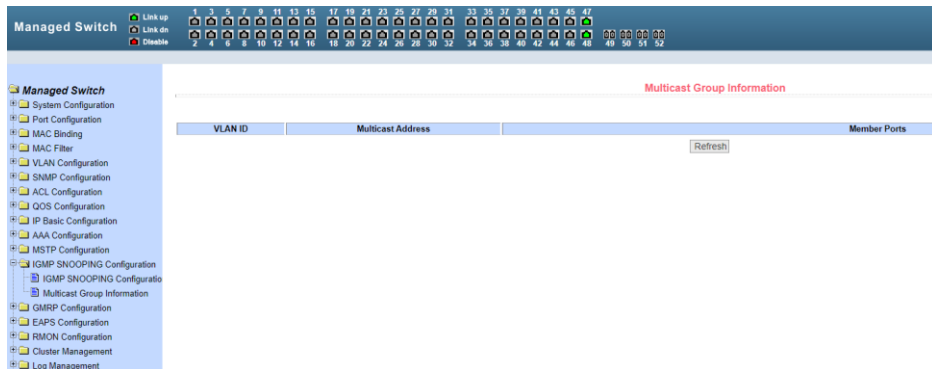 Managed Switch
Link up
Link dn
Disable
1 3 5 7 9 11 13 15 17 19 21 23 25 27 29 31 33 35 37 39 41 43 45 47
2 4 6 8 10 12 14 16 18 20 22 24 26 28 30 32 34 36 38 40 42 44 46 48 49 50 51 52
Managed Switch
System Configuration
Port Configuration
MAC Binding
MAC Filter
VLAN Configuration
SNMP Configuration
ACL Configuration
QOS Configuration
IP Basic Configuration
AAA Configuration
MSTP Configuration
IGMP SNOOPING Configuration
IGMP SNOOPING Configuratio
Multicast Group Information
GMRP Configuration
EAPS Configuration
RMON Configuration
Cluster Management
Log Management
Multicast Group Information
VLAN ID Multicast Address Member Ports
Refresh